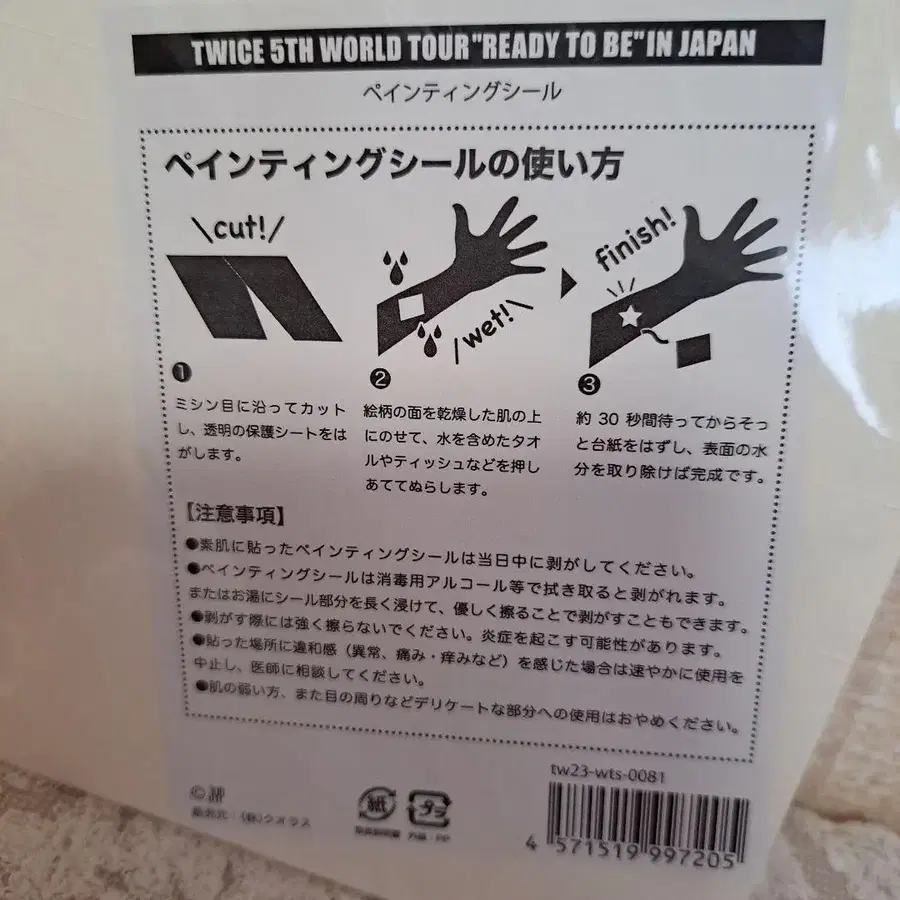 TWICE 5TH WORLD TOUR"READY TO BE"IN JAPAN
ペインティングシール
ペインティングシールの使い方
\cut!/
/wet!\
finish!
❶
ミシン目に沿ってカット
し、透明の保護シートをは
がします。
❷
絵柄の面を乾燥した肌の上
にのせて、水を含めたタオ
ルやティッシュなどを押し
あててぬらします。
❸
約 30 秒間待ってからそっ
と台紙をはずし、表面の水
分を取り除けば完成です。
【注意事項】
●素肌に貼ったペインティングシールは当日中に剥がしてください。
●ペインティングシールは消毒用アルコール等で拭き取ると剥がれます。
またはお湯にシール部分を長く浸けて、優しく擦ることで剥がすこともできます。
●剥がす際には強く擦らないでください。炎症を起こす可能性があります。
●貼った場所に違和感（異常、痛み・痒みなど）を感じた場合は速やかに使用を
中止し、医師に相談してください。
●肌の弱い方、また目の周りなどデリケートな部分への使用はおやめください。
tw23-wts-0081
©JYP
販売元：(株)クオラス
紙
プラ
外装：PP
4 571519 997205